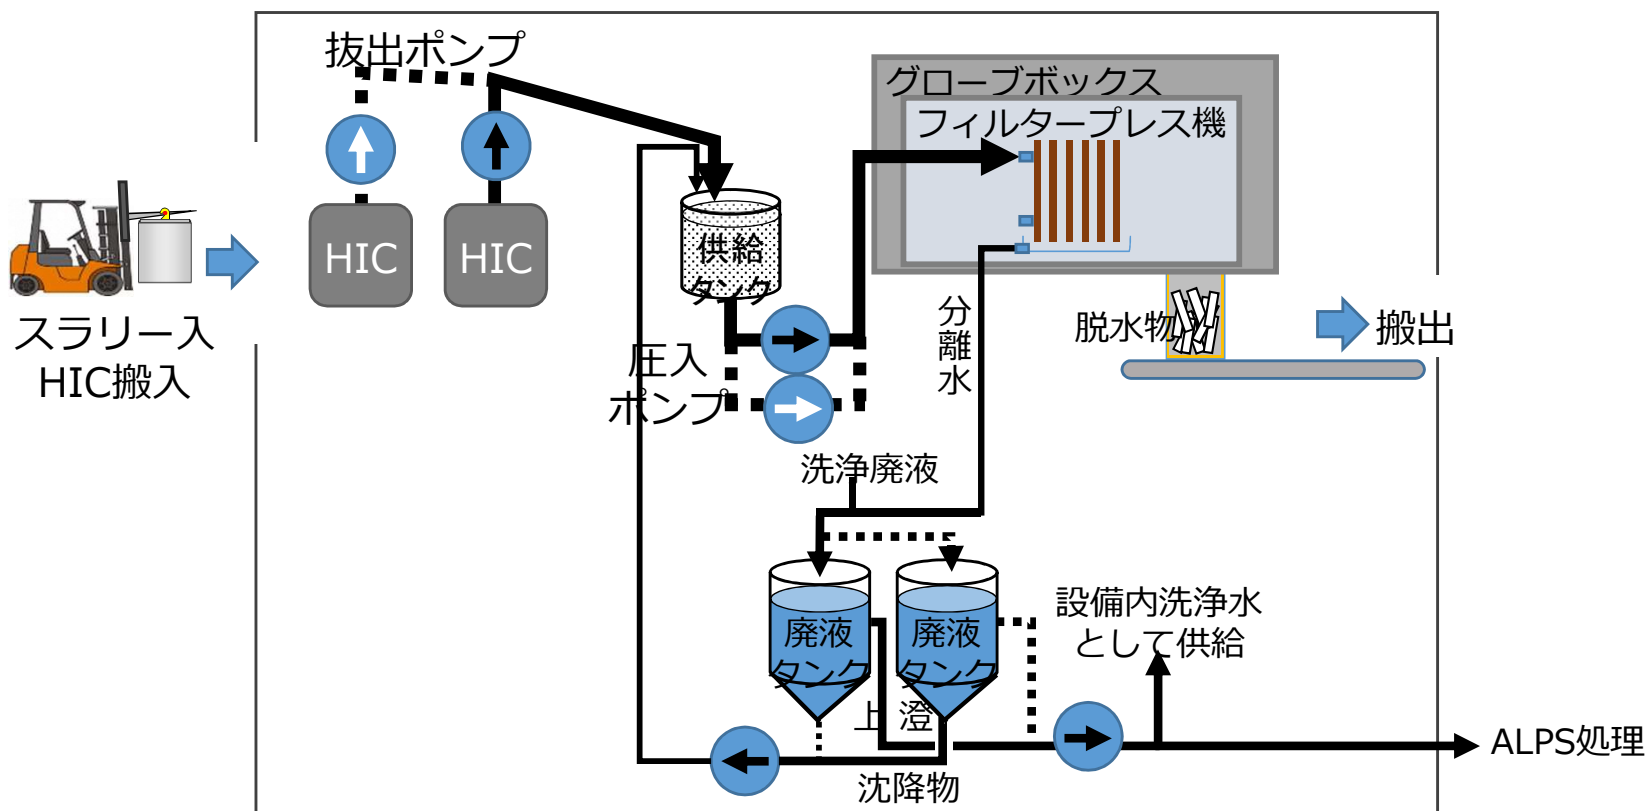 抜出ポンプ
グローブボックス
フィルタープレス機
HIC
HIC
供給
タンク
スラリー入
HIC搬入
圧入
ポンプ
分離水
脱水物
搬出
洗浄廃液
廃液
タンク
廃液
タンク
設備内洗浄水
として供給
上澄
沈降物
ALPS処理